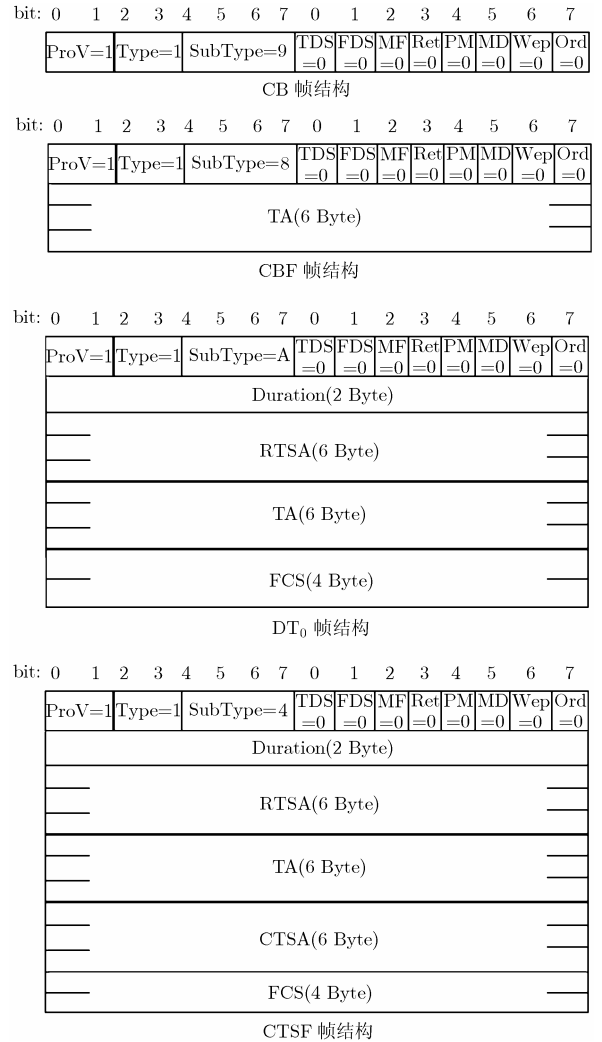 bit: 0 1 2 3 4 5 6 7 0 1 2 3 4 5 6 7
ProV=1 Type=1 SubType=9 TDS=0 FDS=0 MF=0 Ret=0 PM=0 MD=0 Wep=0 Ord=0
CB 帧结构
bit: 0 1 2 3 4 5 6 7 0 1 2 3 4 5 6 7
ProV=1 Type=1 SubType=8 TDS=0 FDS=0 MF=0 Ret=0 PM=0 MD=0 Wep=0 Ord=0
TA(6 Byte)
CBF 帧结构
bit: 0 1 2 3 4 5 6 7 0 1 2 3 4 5 6 7
ProV=1 Type=1 SubType=A TDS=0 FDS=0 MF=0 Ret=0 PM=0 MD=0 Wep=0 Ord=0
Duration(2 Byte)
RTSA(6 Byte)
TA(6 Byte)
FCS(4 Byte)
DT₀ 帧结构
bit: 0 1 2 3 4 5 6 7 0 1 2 3 4 5 6 7
ProV=1 Type=1 SubType=4 TDS=0 FDS=0 MF=0 Ret=0 PM=0 MD=0 Wep=0 Ord=0
Duration(2 Byte)
RTSA(6 Byte)
TA(6 Byte)
CTSA(6 Byte)
FCS(4 Byte)
CTSF 帧结构